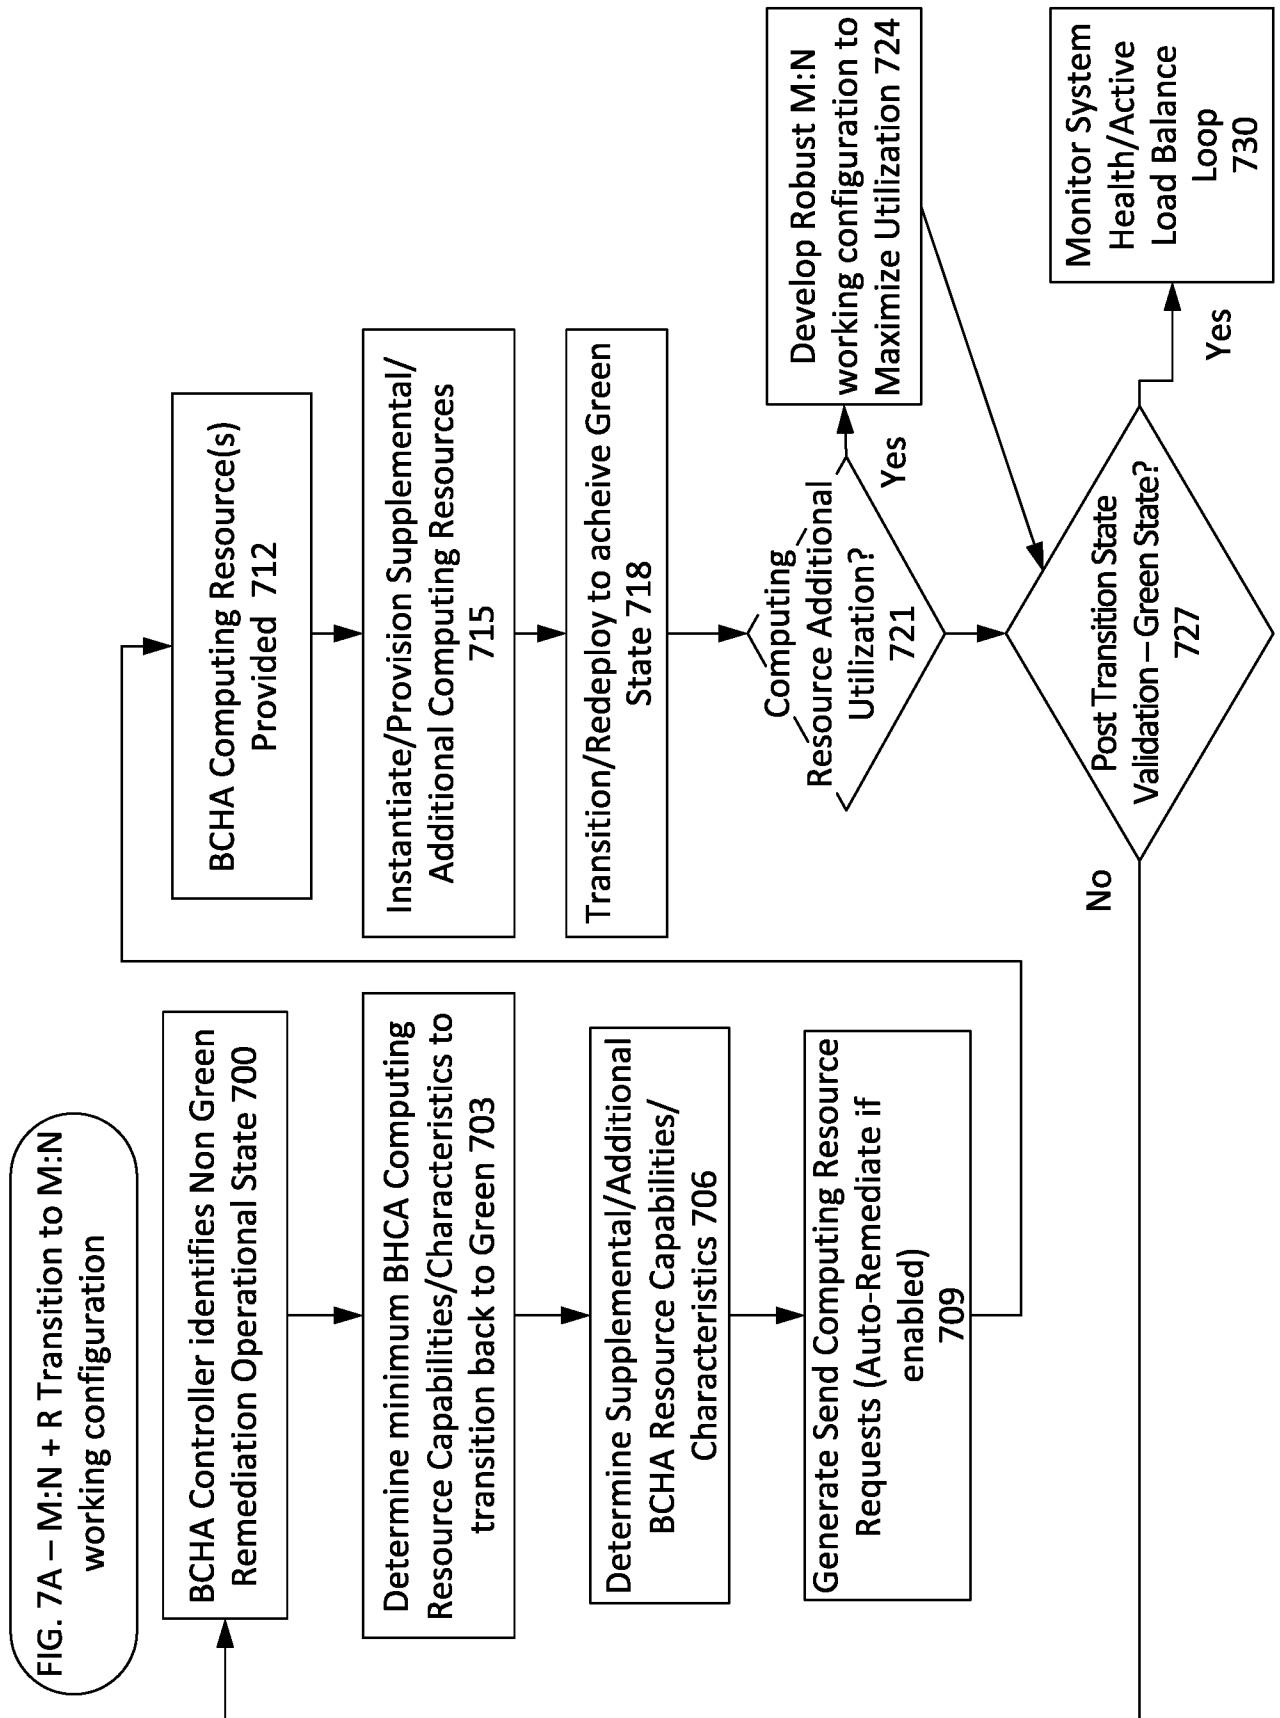 FIG. 7A – M:N + R Transition to M:N
working configuration
BCHA Controller identifies Non Green
Remediation Operational State 700
Determine minimum BHCA Computing
Resource Capabilities/Characteristics to
transition back to Green 703
Determine Supplemental/Additional
BCHA Resource Capabilities/
Characteristics 706
Generate Send Computing Resource
Requests (Auto-Remediate if
enabled)
709
BCHA Computing Resource(s)
Provided 712
Instantiate/Provision Supplemental/
Additional Computing Resources
715
Transition/Redeploy to acheive Green
State 718
Computing
Resource Additional
Utilization?
721
Yes
Develop Robust M:N
working configuration to
Maximize Utilization 724
Post Transition State
Validation – Green State?
727
No
Yes
Monitor System
Health/Active
Load Balance
Loop
730